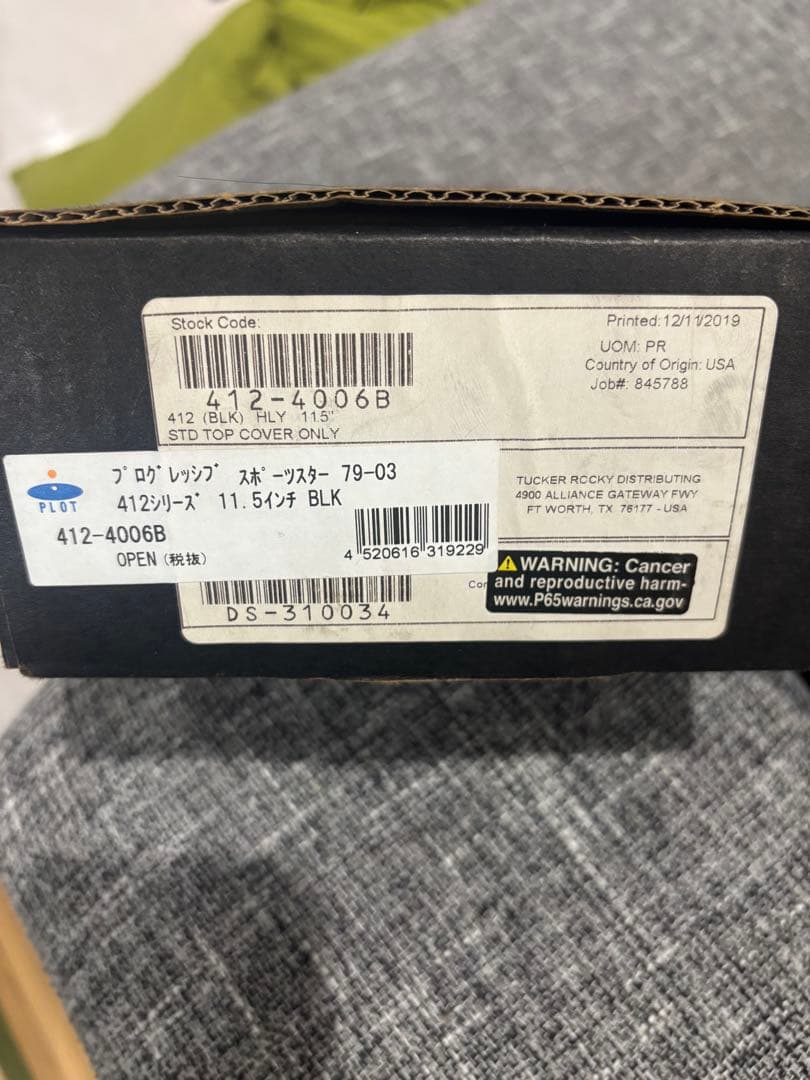 Stock Code:
Printed:12/11/2019
UOM: PR
Country of Origin: USA
Job#: 845788
412-4006B
412 (BLK) HLY 11.5"
STD TOP COVER ONLY
PLOT
プログレッシブ スポーツスター 79-03
412シリーズ 11.5インチ BLK
412-4006B
OPEN (税抜)
4 520616 319229
TUCKER ROCKY DISTRIBUTING
4900 ALLIANCE GATEWAY FWY
FT WORTH, TX 76177 - USA
DS-310034
WARNING: Cancer
and reproductive harm-
www.P65warnings.ca.gov